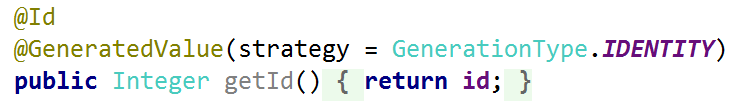 @Id
@GeneratedValue(strategy = GenerationType.IDENTITY)
public Integer getId() { return id; }